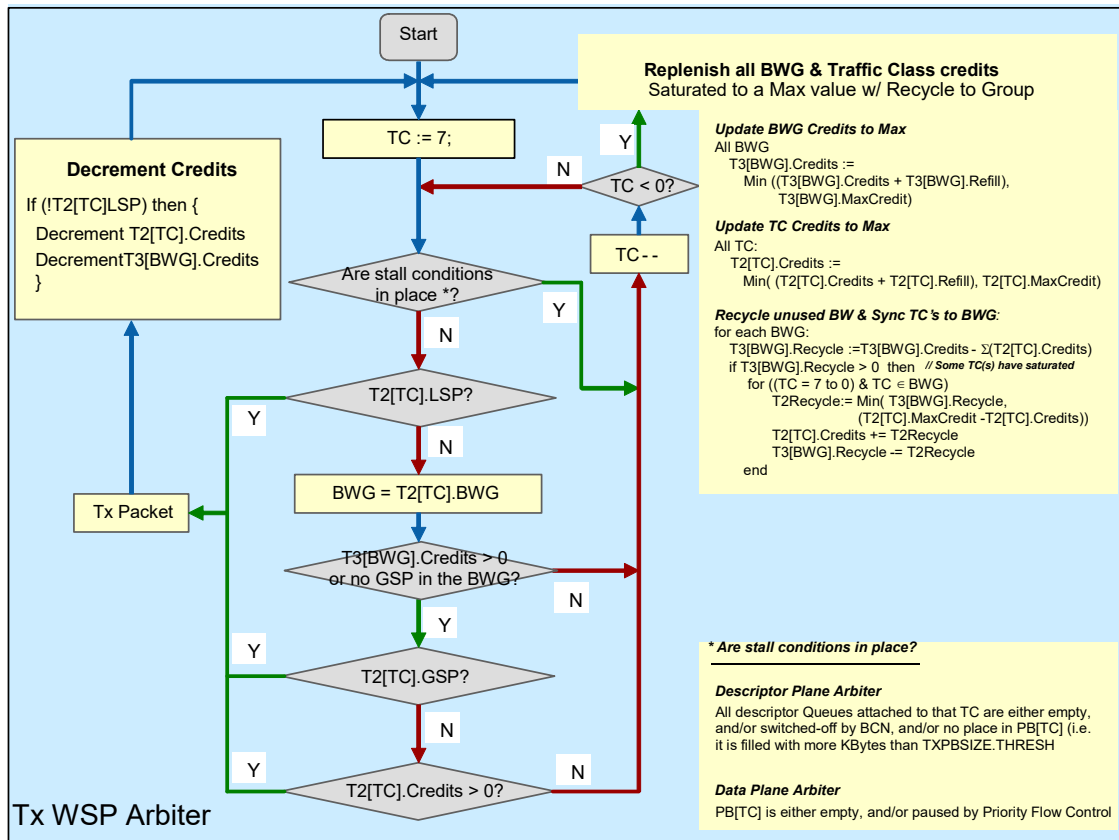 Start
Replenish all BWG & Traffic Class credits
Saturated to a Max value w/ Recycle to Group
TC := 7;
Y
N
TC < 0?
TC - -
Update BWG Credits to Max
All BWG
T3[BWG].Credits :=
Min ((T3[BWG].Credits + T3[BWG].Refill),
T3[BWG].MaxCredit)
Update TC Credits to Max
All TC:
T2[TC].Credits :=
Min( (T2[TC].Credits + T2[TC].Refill), T2[TC].MaxCredit)
Recycle unused BW & Sync TC's to BWG:
for each BWG:
T3[BWG].Recycle :=T3[BWG].Credits - Σ(T2[TC].Credits)
if T3[BWG].Recycle > 0 then // Some TC(s) have saturated
for ((TC = 7 to 0) & TC ∈ BWG)
T2Recycle:= Min( T3[BWG].Recycle,
(T2[TC].MaxCredit -T2[TC].Credits))
T2[TC].Credits += T2Recycle
T3[BWG].Recycle -= T2Recycle
end
Decrement Credits
If (!T2[TC]LSP) then {
Decrement T2[TC].Credits
DecrementT3[BWG].Credits
}
Are stall conditions
in place *?
Y
N
T2[TC].LSP?
Y
N
Tx Packet
BWG = T2[TC].BWG
T3[BWG].Credits > 0
or no GSP in the BWG?
N
Y
T2[TC].GSP?
Y
N
T2[TC].Credits > 0?
Y
N
* Are stall conditions in place?
Descriptor Plane Arbiter
All descriptor Queues attached to that TC are either empty,
and/or switched-off by BCN, and/or no place in PB[TC] (i.e.
it is filled with more KBytes than TXPBSIZE.THRESH
Data Plane Arbiter
PB[TC] is either empty, and/or paused by Priority Flow Control
Tx WSP Arbiter